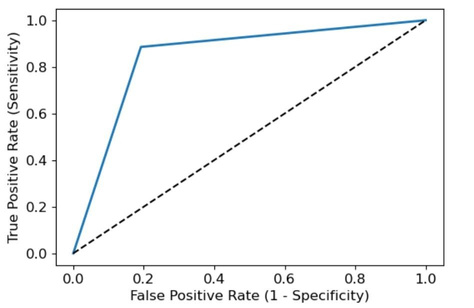 True Positive Rate (Sensitivity)
1.0
0.8
0.6
0.4
0.2
0.0
0.0 0.2 0.4 0.6 0.8 1.0
False Positive Rate (1 - Specificity)